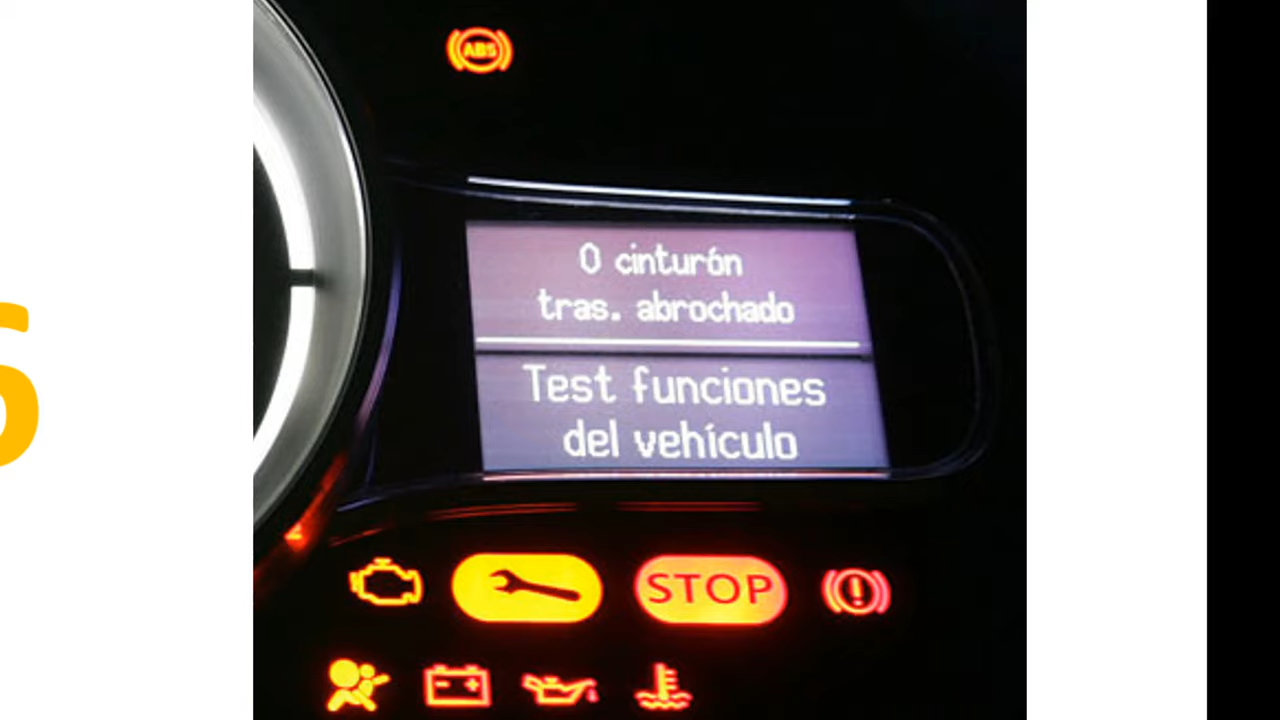 ABS
0 cinturón
tras. abrochado
Test funciones
del vehículo
STOP